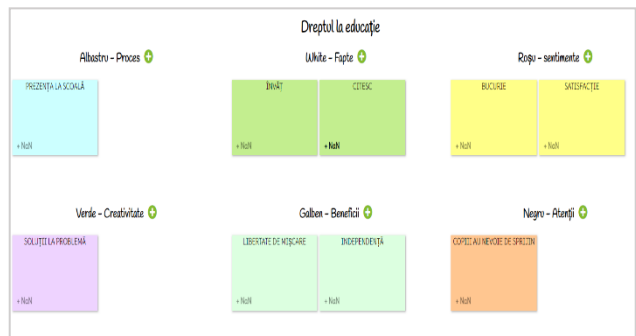 Dreptul la educație
Albastru - Proces
White - Fapte
Roșu - sentimente
PREZENȚA LA SCOALĂ
ÎNVĂȚ
CITESC
BUCURIE
SATISFACȚIE
+ NaN
+ NaN
+ NaN
+ NaN
+ NaN
Verde - Creativitate
Galben - Beneficii
Negru - Atenții
SOLUȚII LA PROBLEMĂ
LIBERTATE DE MIȘCARE
INDEPENDENȚĂ
COPIII AU NEVOIE DE SPRIJIN
+ NaN
+ NaN
+ NaN
+ NaN